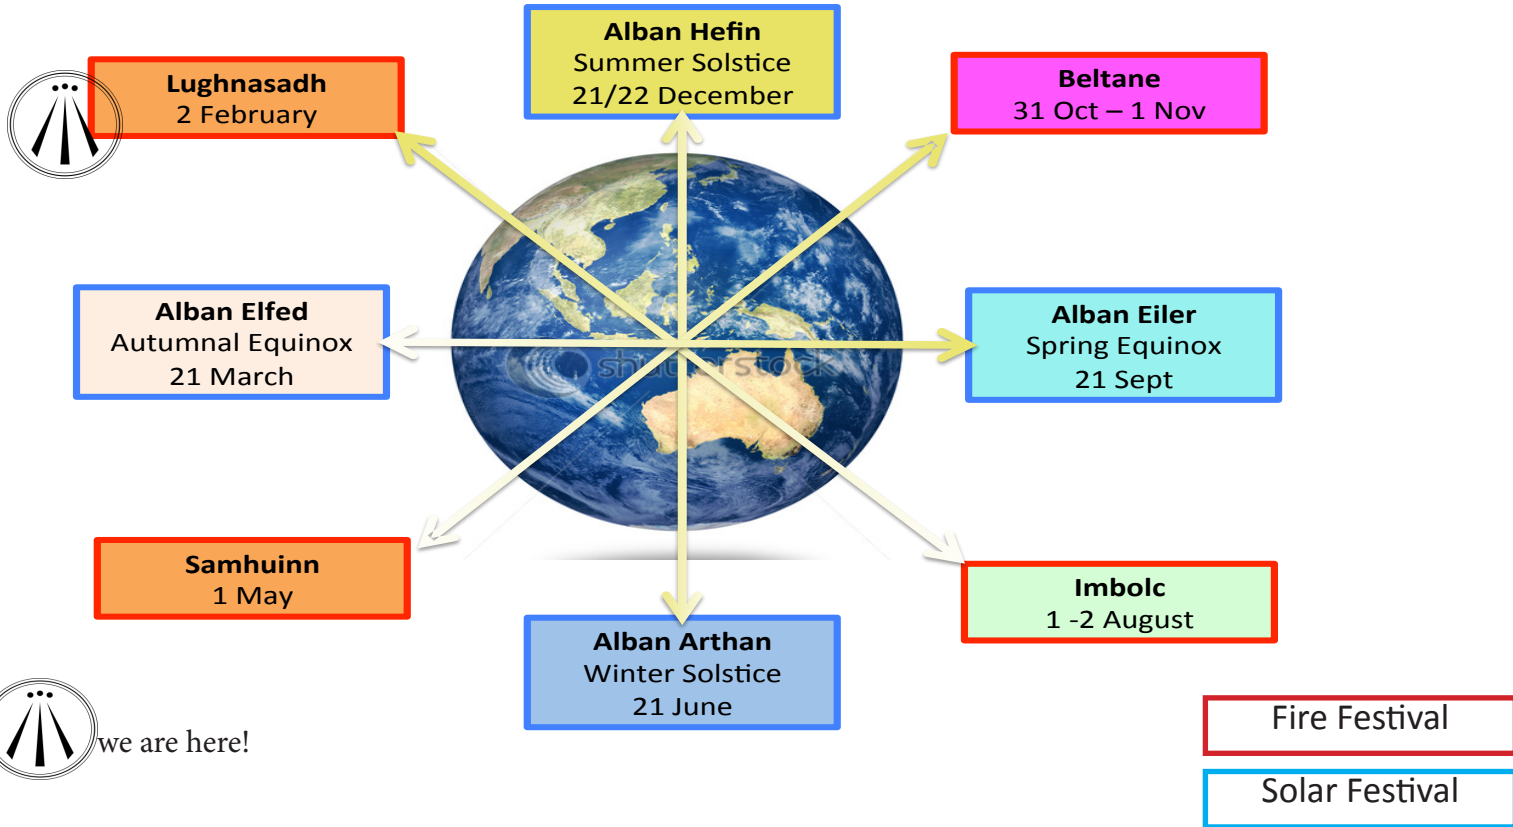 Alban Hefin
Summer Solstice
21/22 December
Lughnasadh
2 February
Beltane
31 Oct – 1 Nov
Alban Elfed
Autumnal Equinox
21 March
Alban Eiler
Spring Equinox
21 Sept
shutterstock
Samhuinn
1 May
Imbolc
1 -2 August
Alban Arthan
Winter Solstice
21 June
we are here!
Fire Festival
Solar Festival